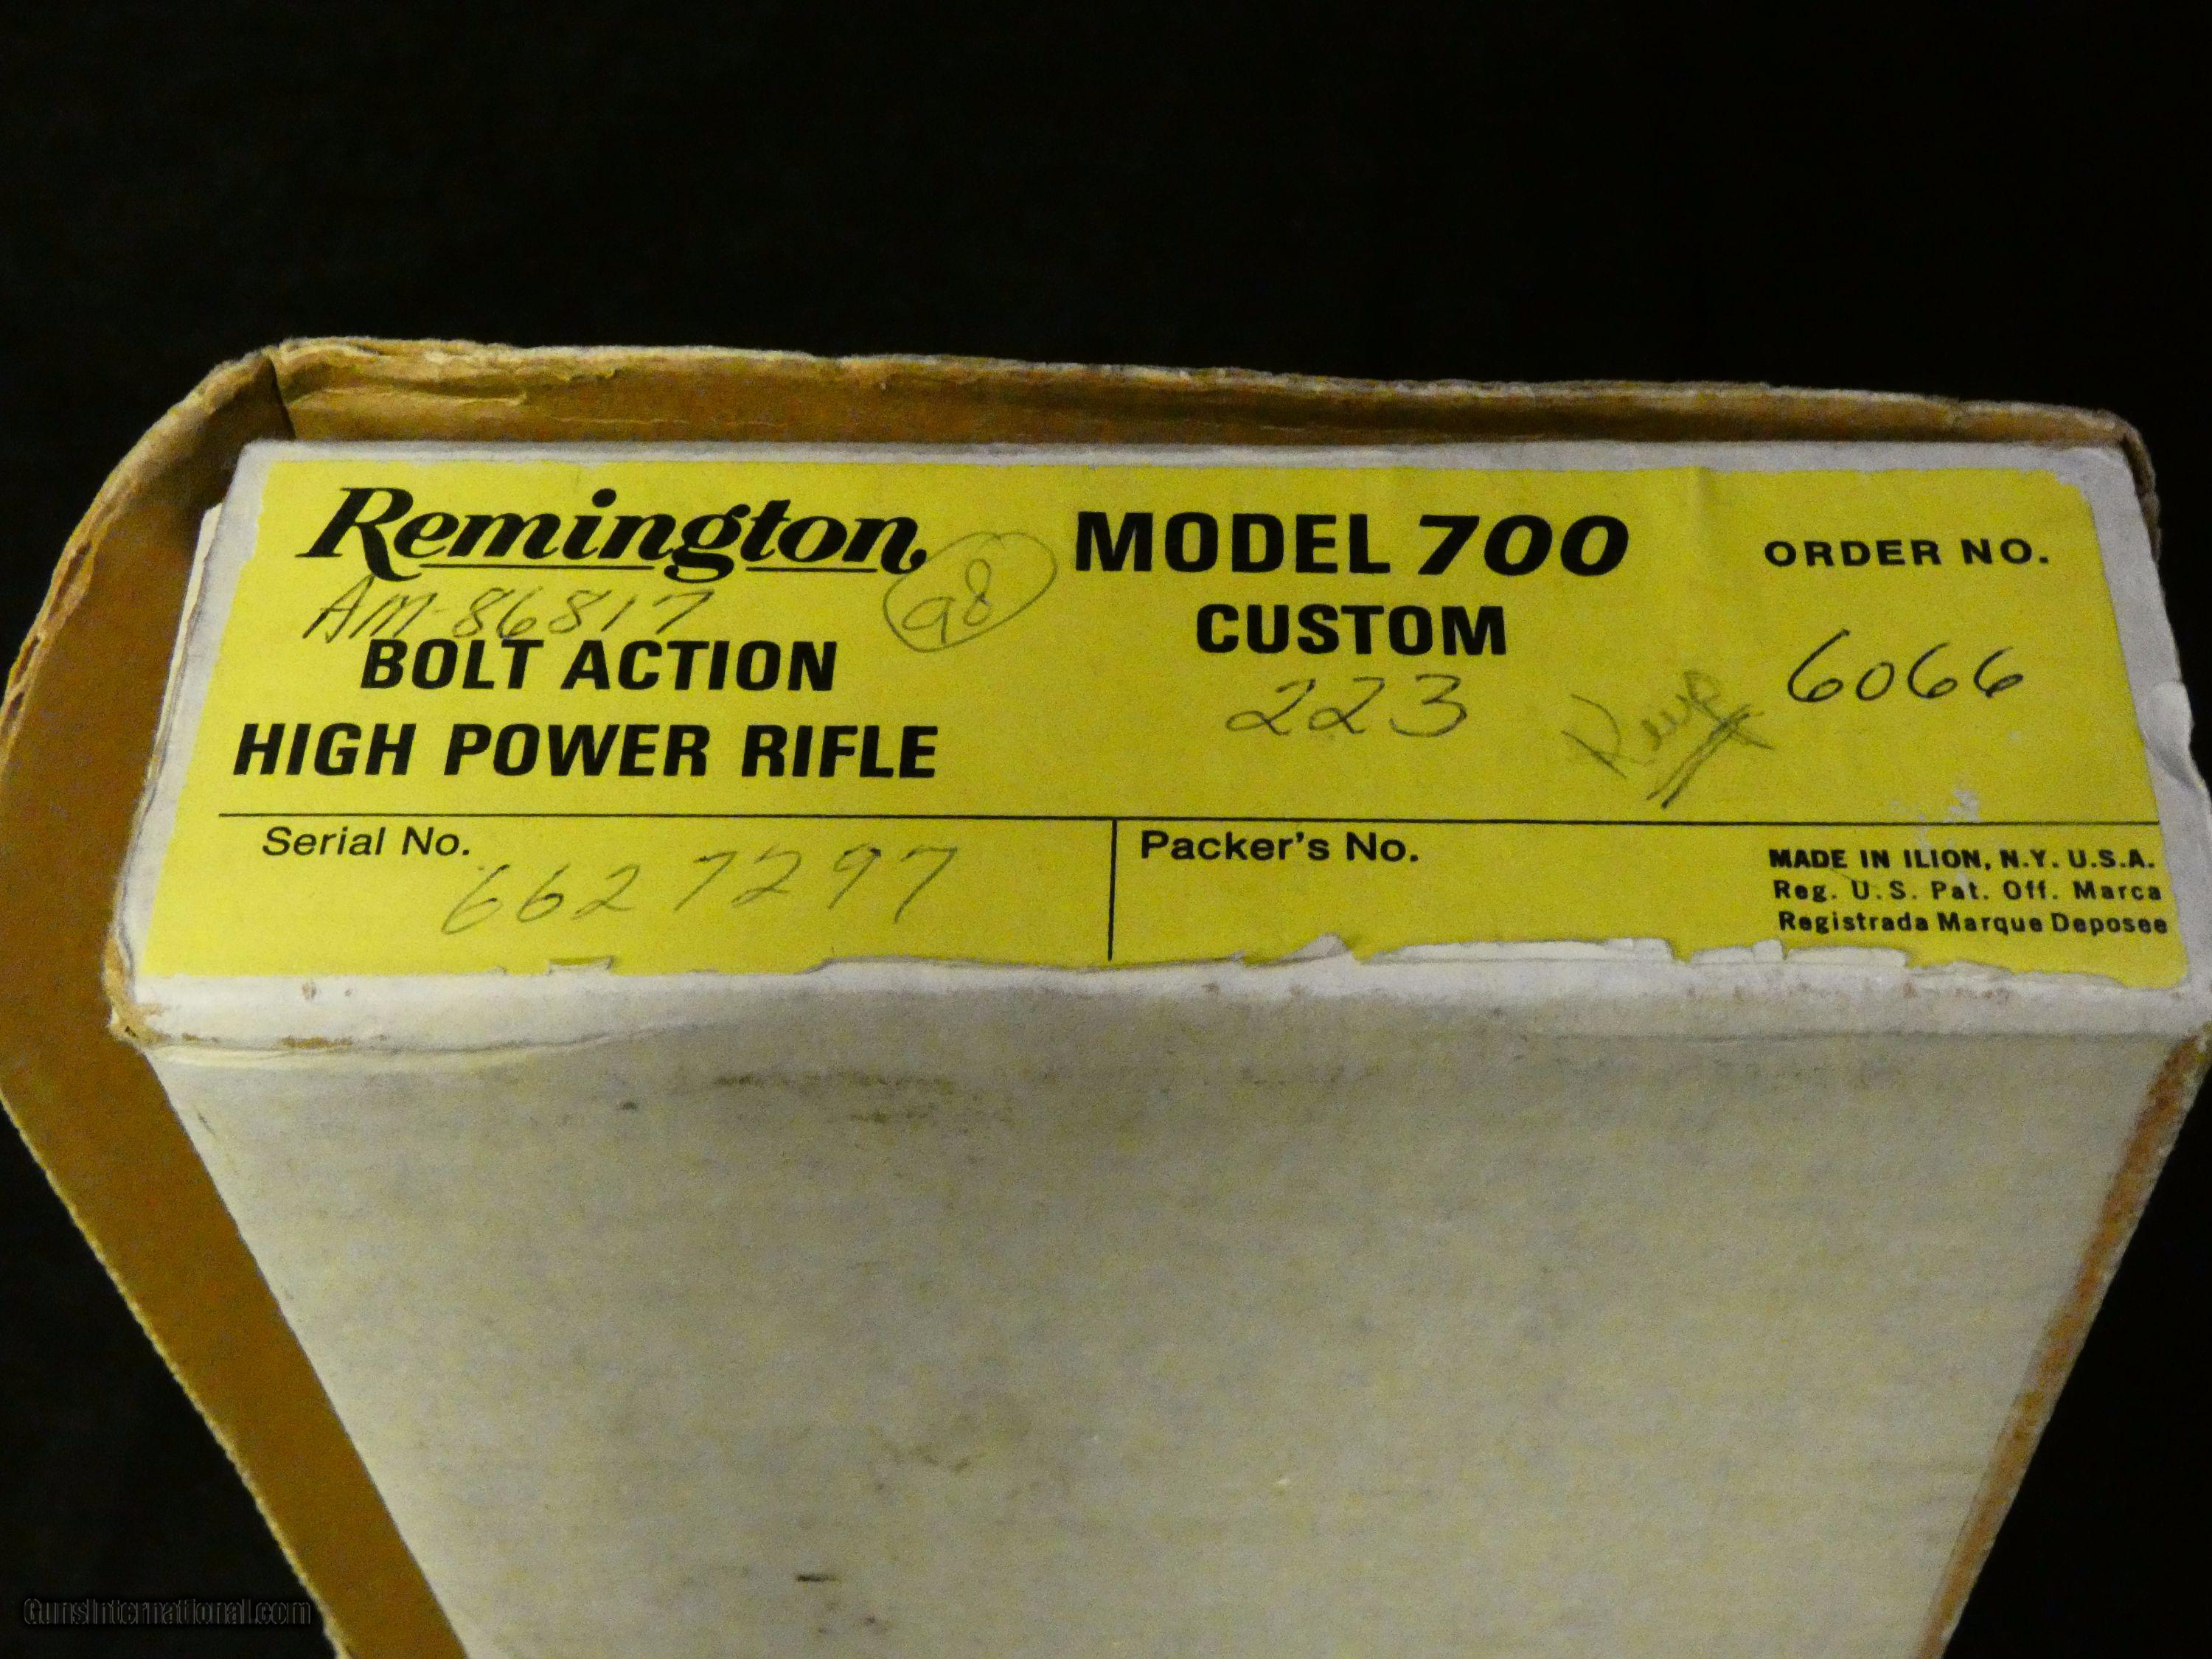 Remington
MODEL 700
ORDER NO.
98
AM-86817
CUSTOM
BOLT ACTION
223
6066
HIGH POWER RIFLE
Serial No.
6627297
Packer's No.
MADE IN ILION, N.Y. U.S.A.
Reg. U.S. Pat. Off. Marca
Registrada Marque Deposee
GunsInternational.com